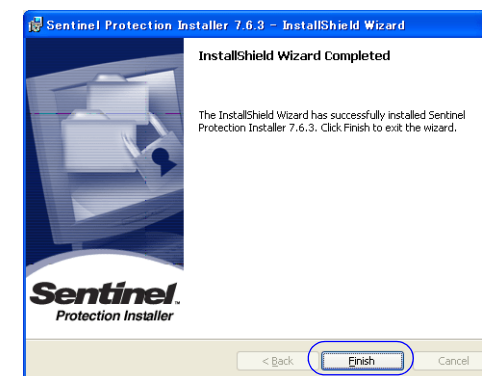 Sentinel Protection Installer 7.6.3 - InstallShield Wizard
InstallShield Wizard Completed
The InstallShield Wizard has successfully installed Sentinel
Protection Installer 7.6.3. Click Finish to exit the wizard.
Sentinel.
Protection Installer
< Back
Finish
Cancel